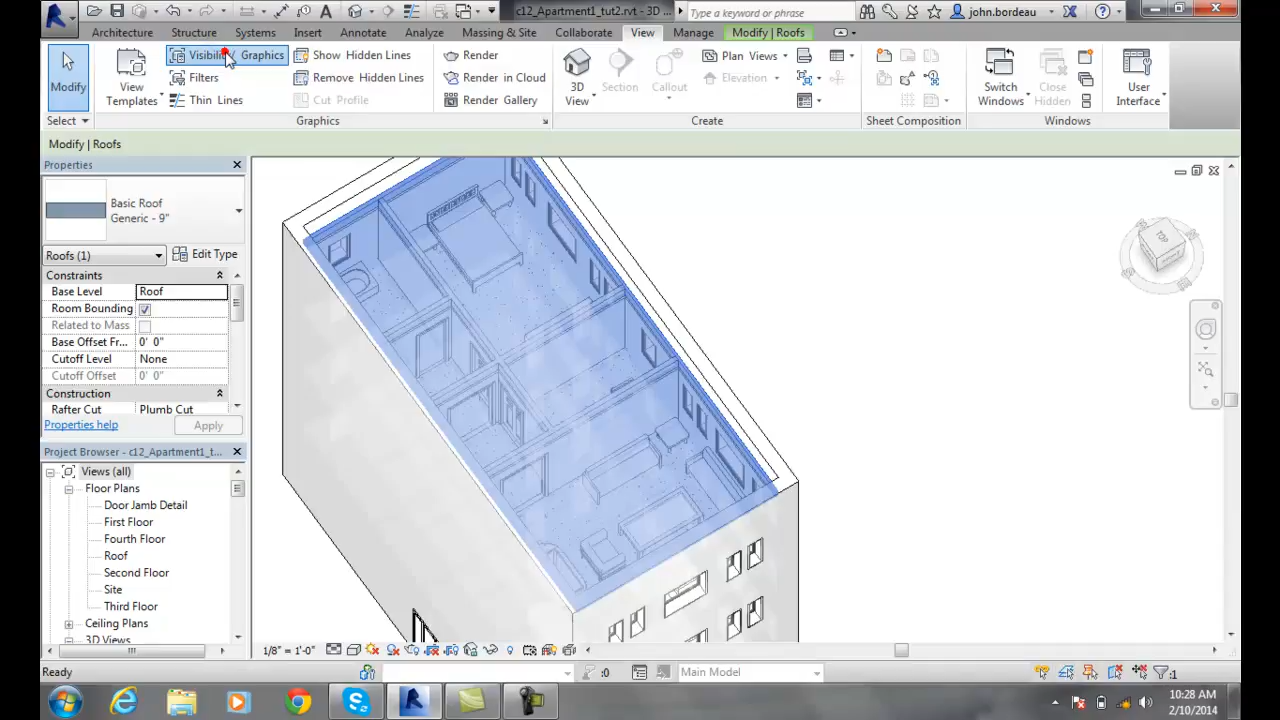 c12_Apartment1_tut2.rvt - 3D ...
Type a keyword or phrase
john.bordeau
Architecture Structure Systems Insert Annotate Analyze Massing & Site Collaborate View Manage Modify | Roofs
Modify
Select
View Templates
Visibility/ Graphics
Filters
Thin Lines
Show Hidden Lines
Remove Hidden Lines
Cut Profile
Graphics
Render
Render in Cloud
Render Gallery
3D View
Section
Callout
Plan Views
Elevation
Create
Sheet Composition
Switch Windows
Close Hidden
User Interface
Windows
Modify | Roofs
Properties
Basic Roof
Generic - 9"
Roofs (1)
Edit Type
Constraints
Base Level Roof
Room Bounding
Related to Mass
Base Offset Fr... 0' 0"
Cutoff Level None
Cutoff Offset 0' 0"
Construction
Rafter Cut Plumb Cut
Properties help
Apply
Project Browser - c12_Apartment1_t...
Views (all)
Floor Plans
Door Jamb Detail
First Floor
Fourth Floor
Roof
Second Floor
Site
Third Floor
Ceiling Plans
3D Views
TOP
1/8" = 1'-0"
Ready
:0
Main Model
:1
10:28 AM
2/10/2014